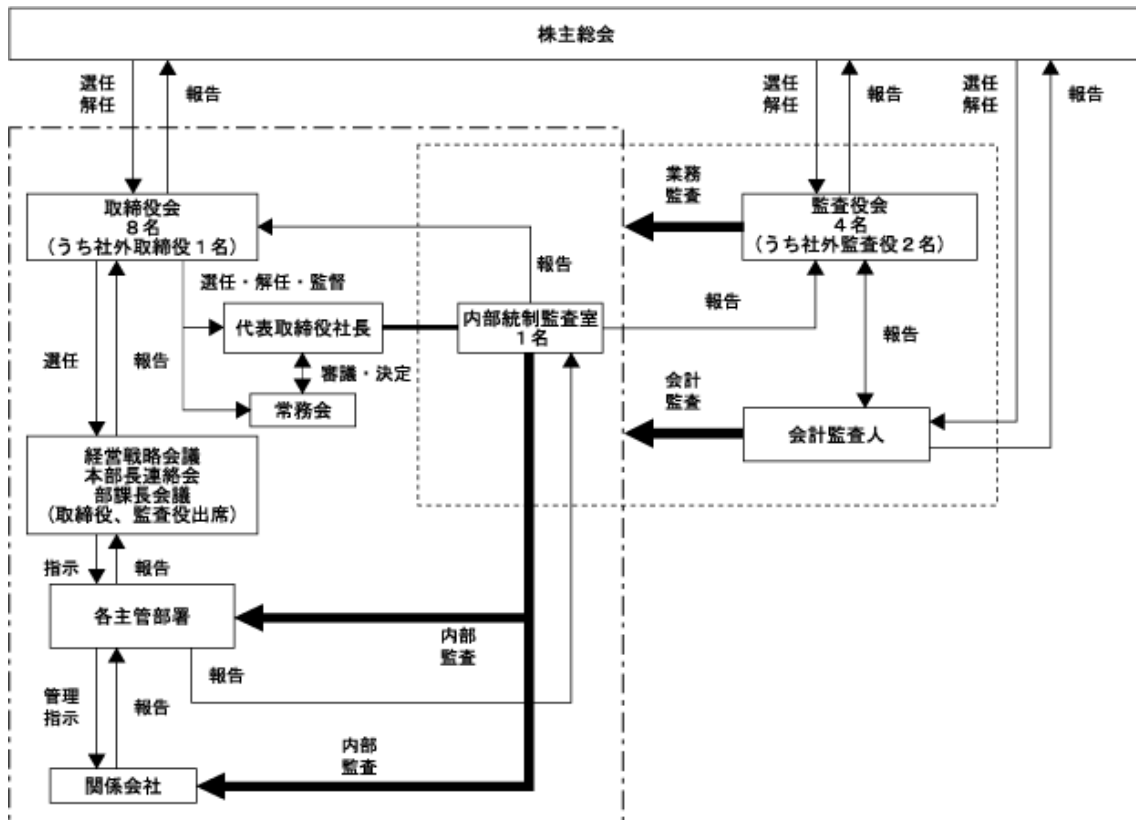 株主総会
選任
解任
報告
選任
解任
報告
選任
解任
報告
業務
監査
取締役会
8名
(うち社外取締役1名)
監査役会
4名
(うち社外監査役2名)
報告
選任・解任・監督
代表取締役社長
内部統制監査室
1名
報告
報告
選任
報告
審議・決定
常務会
会計
監査
会計監査人
経営戦略会議
本部長連絡会
部課長会議
(取締役、監査役出席)
指示
報告
各主管部署
内部
監査
報告
管理
指示
報告
内部
監査
関係会社